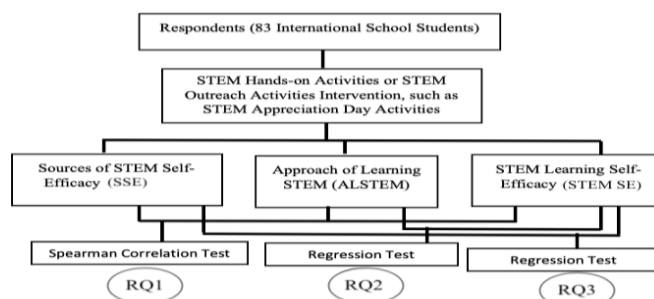 Respondents (83 International School Students)
STEM Hands-on Activities or STEM
Outreach Activities Intervention, such as
STEM Appreciation Day Activities
Sources of STEM Self-
Efficacy (SSE)
Approach of Learning
STEM (ALSTEM)
STEM Learning Self-
Efficacy (STEM SE)
Spearman Correlation Test
Regression Test
Regression Test
RQ1
RQ2
RQ3